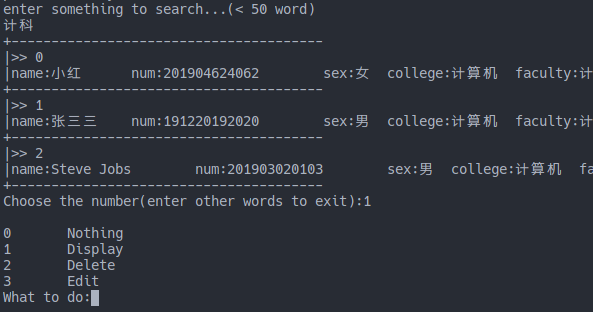 enter something to search...(< 50 word)
计科
+---------------------------------------
|>> 0
|name:小红 num:201904624062 sex:女 college:计算机 faculty:计
+---------------------------------------
|>> 1
|name:张三三 num:191220192020 sex:男 college:计算机 faculty:计
+---------------------------------------
|>> 2
|name:Steve Jobs num:201903020103 sex:男 college:计算机 f
+---------------------------------------
Choose the number(enter other words to exit):1
0 Nothing
1 Display
2 Delete
3 Edit
What to do: